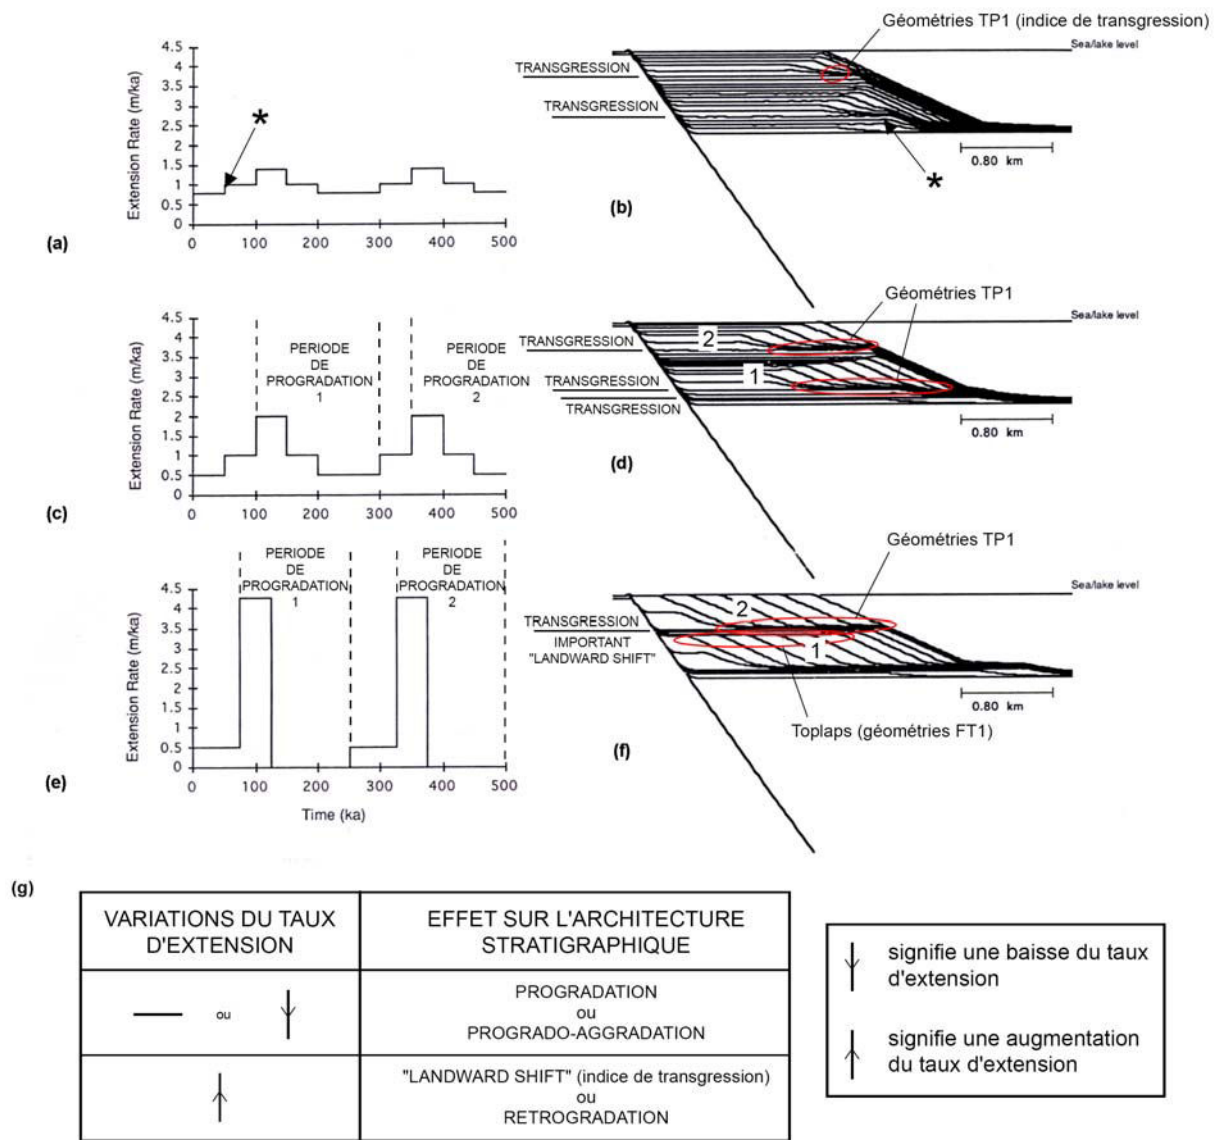 Géométries TP1 (indice de transgression)
Sea/lake level
Extension Rate (m/ka)
4.5
4
3.5
3
2.5
2
1.5
1
0.5
0
*
0 100 200 300 400 500
(a)
TRANSGRESSION
TRANSGRESSION
0.80 km
*
(b)
Extension Rate (m/ka)
4.5
4
3.5
3
2.5
2
1.5
1
0.5
0
PERIODE
DE
PROGRADATION
1
PERIODE
DE
PROGRADATION
2
0 100 200 300 400 500
(c)
Géométries TP1
Sea/lake level
TRANSGRESSION
TRANSGRESSION
TRANSGRESSION
2
1
0.80 km
(d)
Extension Rate (m/ka)
4.5
4
3.5
3
2.5
2
1.5
1
0.5
0
PERIODE
DE
PROGRADATION
1
PERIODE
DE
PROGRADATION
2
0 100 200 300 400 500
Time (ka)
(e)
Géométries TP1
Sea/lake level
TRANSGRESSION
IMPORTANT
"LANDWARD SHIFT"
2
1
0.80 km
Toplaps (géométries FT1)
(f)
(g)
VARIATIONS DU TAUX
D'EXTENSION
EFFET SUR L'ARCHITECTURE
STRATIGRAPHIQUE
ou
PROGRADATION
ou
PROGRADO-AGGRADATION
"LANDWARD SHIFT" (indice de transgression)
ou
RETROGRADATION
signifie une baisse du taux
d'extension
signifie une augmentation
du taux d'extension